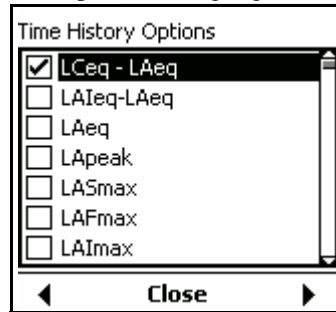 Time History Options
LCeq - LAeq
LAIeq-LAeq
LAeq
LApeak
LASmax
LAFmax
LAImax
Close